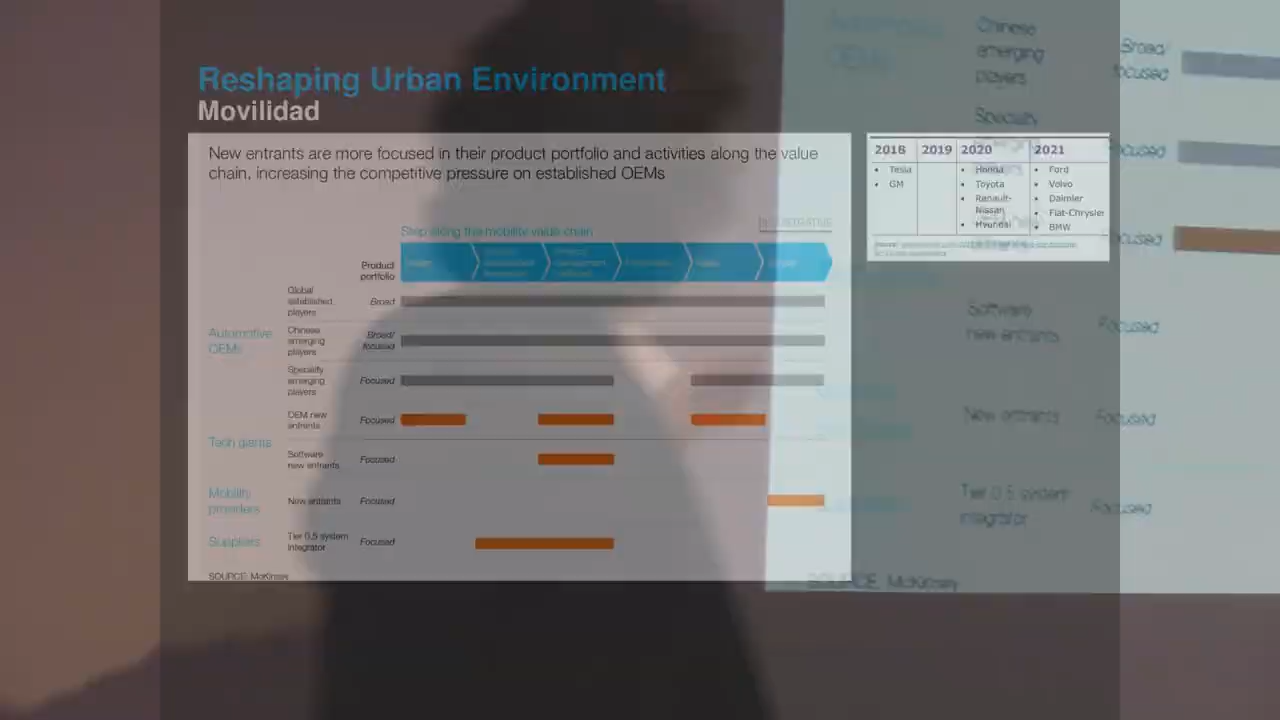 Reshaping Urban Environment
Movilidad
New entrants are more focused in their product portfolio and activities along the value
chain, increasing the competitive pressure on established OEMs
Step along the mobility value chain
Product
portfolio
Global
established
players
Broad
Automotive
OEMs
Chinese
emerging
players
Broad/
focused
Specialty
emerging
players
Focused
OEM new
entrants
Focused
Tech giants
Software
new entrants
Focused
Mobility
providers
New entrants
Focused
Suppliers
Tier 0.5 system
integrator
Focused
SOURCE: McKinsey
2018 2019 2020 2021
• Tesla
• GM
• Honda
• Toyota
• Renault-
Nissan
• Hyundai
• Ford
• Volvo
• Daimler
• Fiat-Chrysler
• BMW
Automotive
OEMs
Chinese
emerging
players
Broad/
focused
Specialty
Focused
Focused
Software
new entrants
Focused
New entrants
Focused
Tier 0.5 system
integrator
Focused
SOURCE: McKinsey